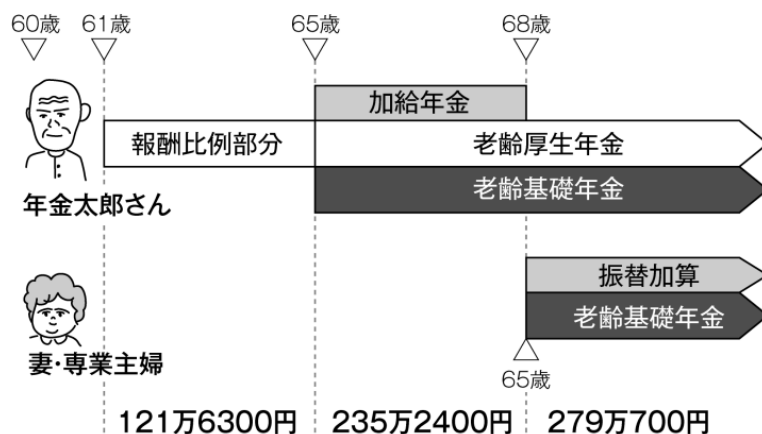 60歳 61歳 65歳 68歳
加給年金
報酬比例部分 老齢厚生年金
老齢基礎年金
年金太郎さん
振替加算
老齢基礎年金
妻・専業主婦
65歳
121万6300円 235万2400円 279万700円